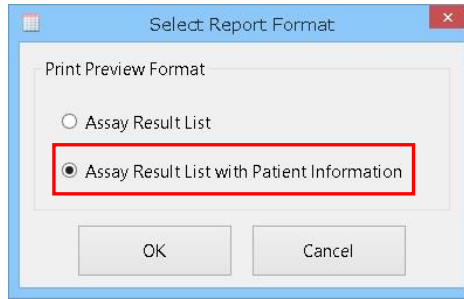 Select Report Format
Print Preview Format
Assay Result List
Assay Result List with Patient Information
OK Cancel